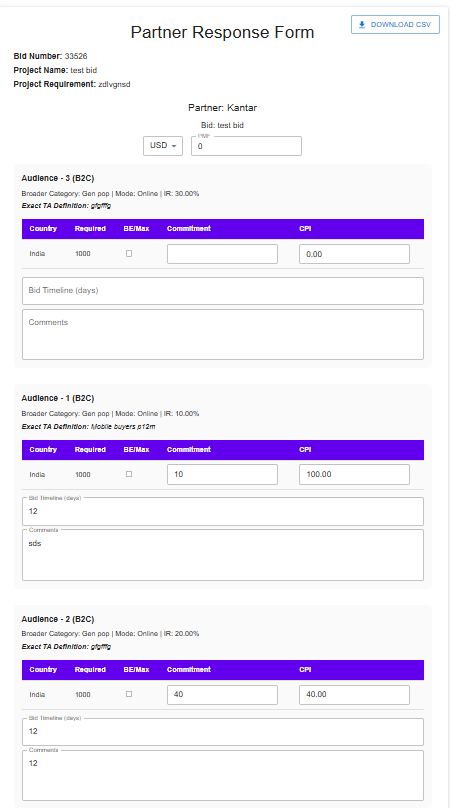 Partner Response Form
DOWNLOAD CSV
Bid Number: 33526
Project Name: test bid
Project Requirement: zdlvgnsd
Partner: Kantar
Bid: test bid
USD
PMF
0
Audience - 3 (B2C)
Broader Category: Gen pop | Mode: Online | IR: 30.00%
Exact TA Definition: gfgfffg
Country Required BE/Max Commitment CPI
India 1000 0.00
Bid Timeline (days)
Comments
Audience - 1 (B2C)
Broader Category: Gen pop | Mode: Online | IR: 10.00%
Exact TA Definition: Mobile buyers p12m
Country Required BE/Max Commitment CPI
India 1000 10 100.00
Bid Timeline (days)
12
Comments
sds
Audience - 2 (B2C)
Broader Category: Gen pop | Mode: Online | IR: 20.00%
Exact TA Definition: gfgfffg
Country Required BE/Max Commitment CPI
India 1000 40 40.00
Bid Timeline (days)
12
Comments
12